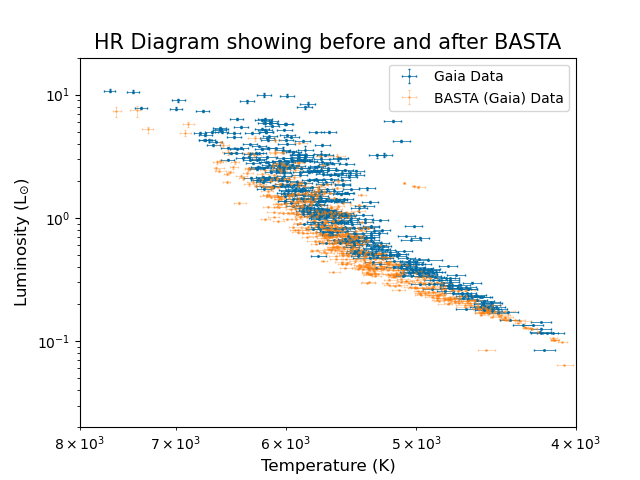 HR Diagram showing before and after BASTA
Gaia Data
BASTA (Gaia) Data
Luminosity (L⊙)
10¹
10⁰
10⁻¹
8 × 10³
7 × 10³
6 × 10³
5 × 10³
4 × 10³
Temperature (K)